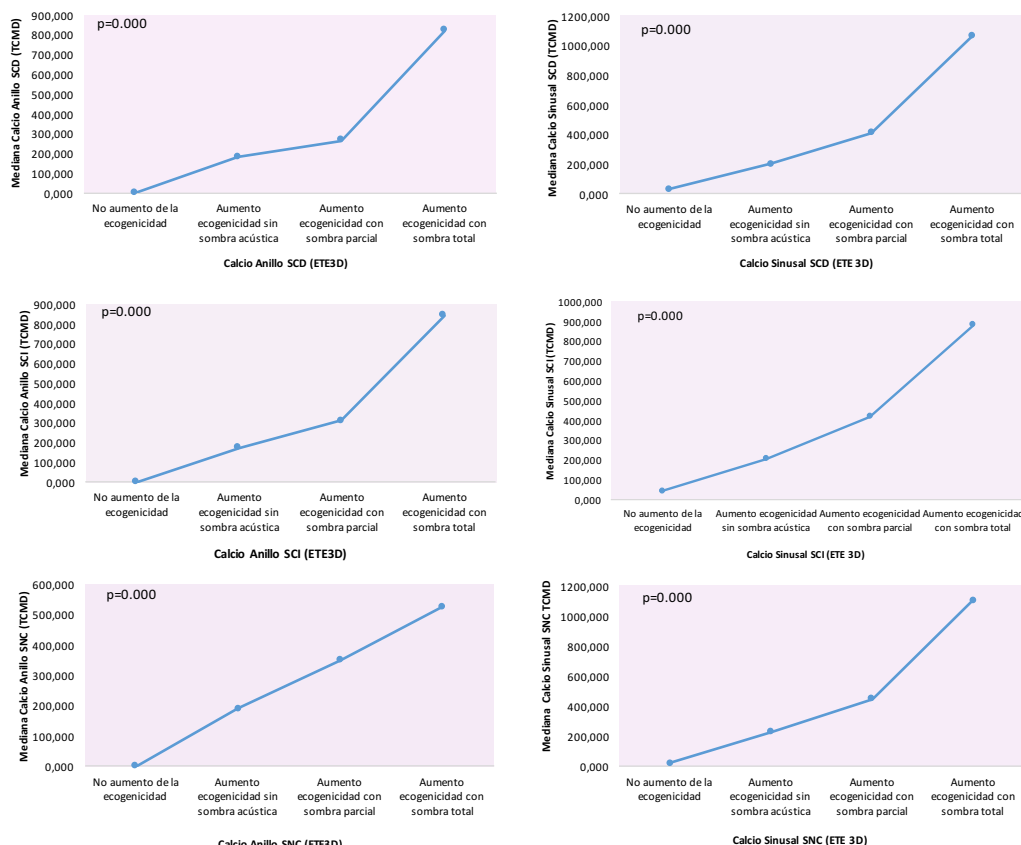 p=0.000
Mediana Calcio Anillo SCD (TCMD)
900,000
800,000
700,000
600,000
500,000
400,000
300,000
200,000
100,000
0,000
No aumento de la
ecogenicidad
Aumento
ecogenicidad sin
sombra acústica
Aumento
ecogenicidad con
sombra parcial
Aumento
ecogenicidad con
sombra total
Calcio Anillo SCD (ETE3D)
p=0.000
Mediana Calcio Sinusal SCD (TCMD)
1200,000
1000,000
800,000
600,000
400,000
200,000
0,000
No aumento de la
ecogenicidad
Aumento
ecogenicidad sin
sombra acústica
Aumento
ecogenicidad con
sombra parcial
Aumento
ecogenicidad con
sombra total
Calcio Sinusal SCD (ETE 3D)
p=0.000
Mediana Calcio Anillo SCI (TCMD)
900,000
800,000
700,000
600,000
500,000
400,000
300,000
200,000
100,000
0,000
No aumento de la
ecogenicidad
Aumento
ecogenicidad sin
sombra acústica
Aumento
ecogenicidad con
sombra parcial
Aumento
ecogenicidad con
sombra total
Calcio Anillo SCI (ETE3D)
p=0.000
Mediana Calcio Sinusal SCI (TCMD)
1000,000
900,000
800,000
700,000
600,000
500,000
400,000
300,000
200,000
100,000
0,000
No aumento de la
ecogenicidad
Aumento ecogenicidad
sin sombra acústica
Aumento ecogenicidad
con sombra parcial
Aumento ecogenicidad
con sombra total
Calcio Sinusal SCI (ETE 3D)
p=0.000
Mediana Calcio Anillo SNC (TCMD)
600,000
500,000
400,000
300,000
200,000
100,000
0,000
No aumento de la
ecogenicidad
Aumento
ecogenicidad sin
sombra acústica
Aumento
ecogenicidad con
sombra parcial
Aumento
ecogenicidad con
sombra total
Calcio Anillo SNC (ETE3D)
p=0.000
Mediana Calcio Sinusal SNC TCMD
1200,000
1000,000
800,000
600,000
400,000
200,000
0,000
No aumento de la
ecogenicidad
Aumento
ecogenicidad sin
sombra acústica
Aumento
ecogenicidad con
sombra parcial
Aumento
ecogenicidad con
sombra total
Calcio Sinusal SNC (ETE 3D)